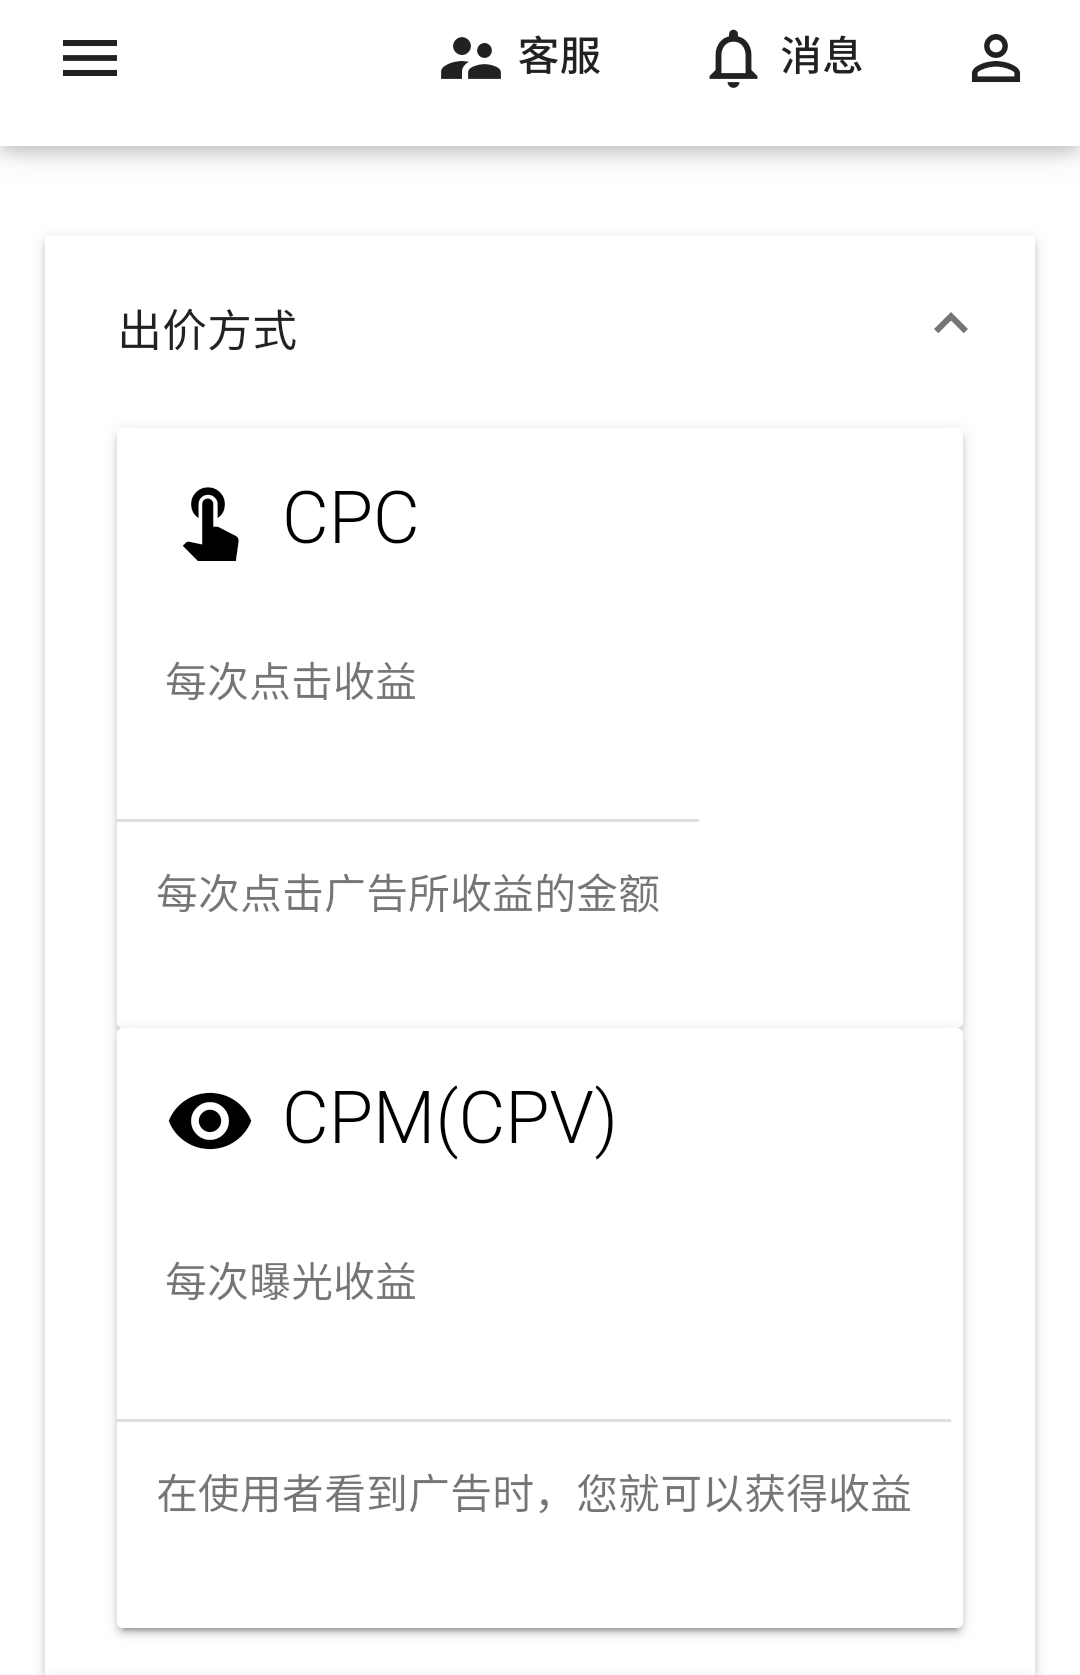 客服 消息
出价方式
CPC
每次点击收益
每次点击广告所收益的金额
CPM(CPV)
每次曝光收益
在使用者看到广告时，您就可以获得收益